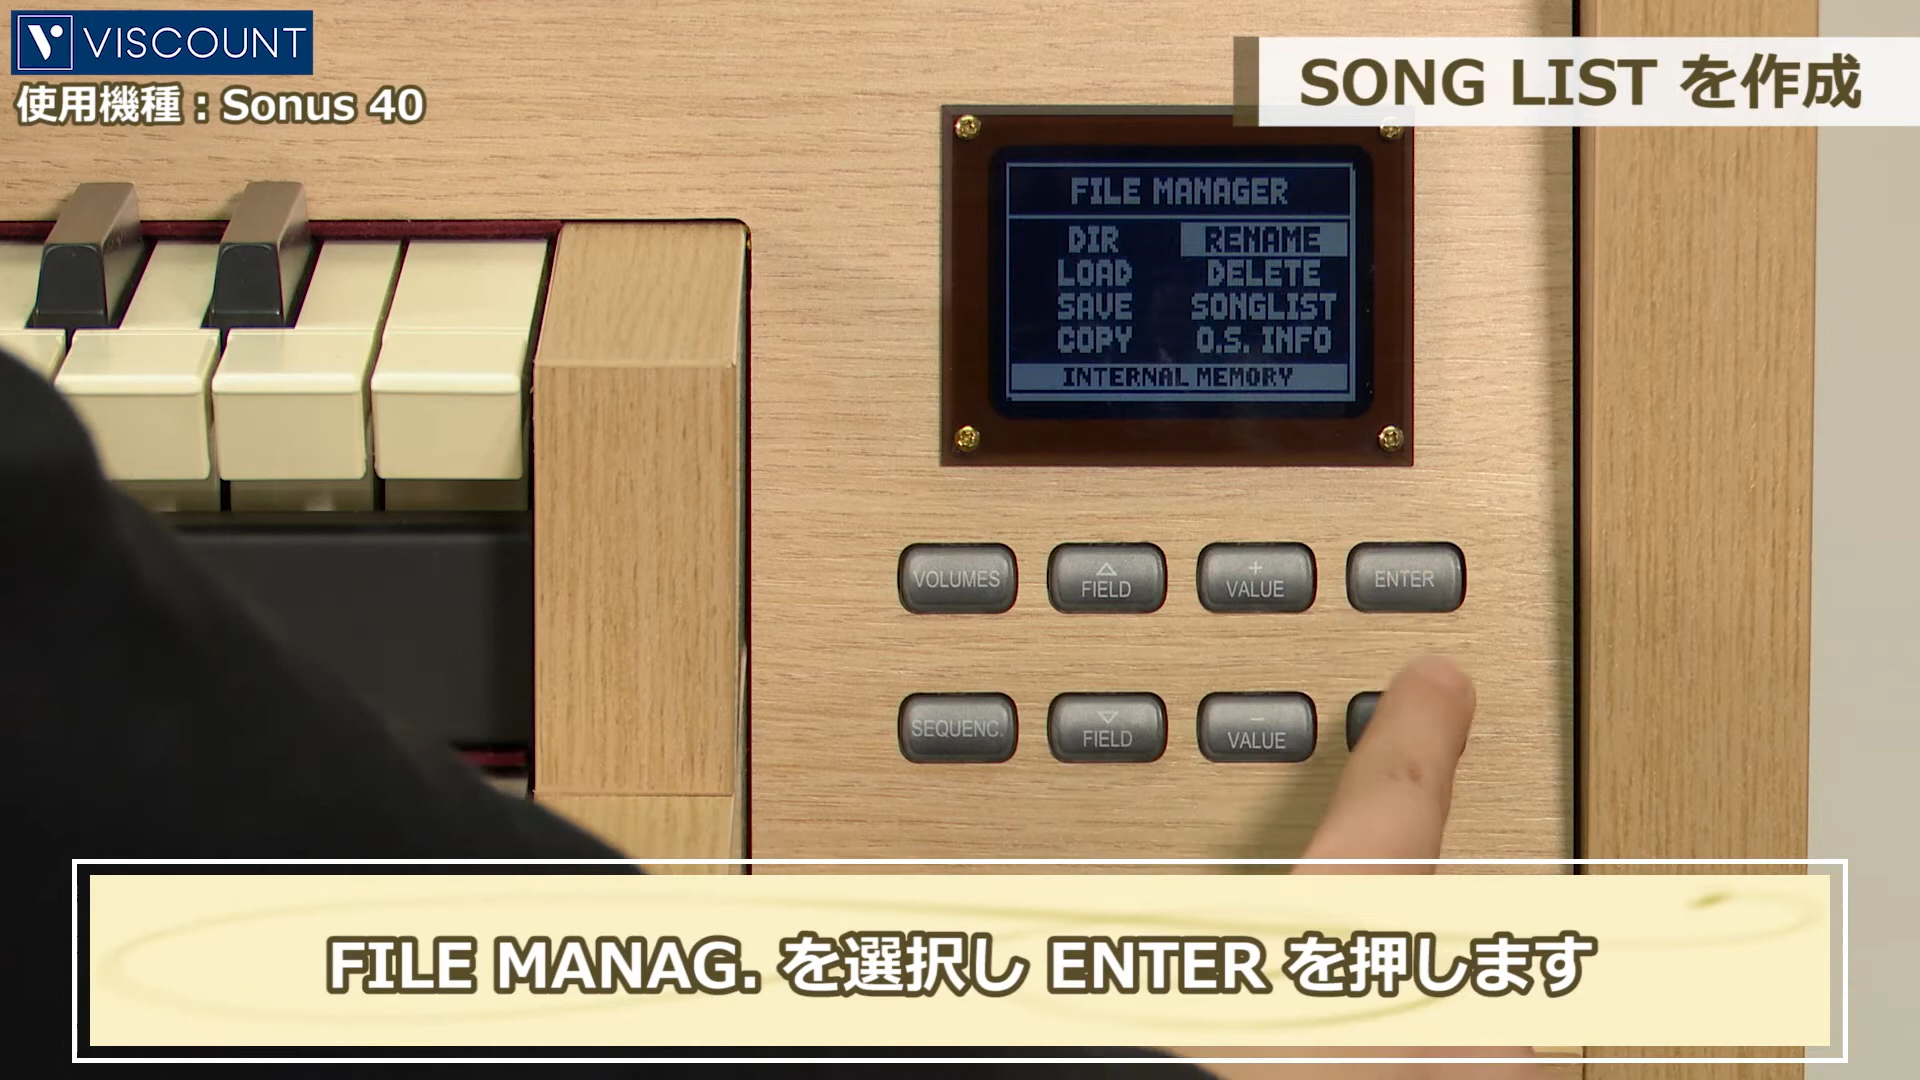 VISCOUNT
使用機種：Sonus 40
SONG LIST を作成
FILE MANAGER
DIR RENAME
LOAD DELETE
SAVE SONGLIST
COPY O.S. INFO
INTERNAL MEMORY
VOLUMES
FIELD
+
VALUE
ENTER
SEQUENC.
FIELD
-
VALUE
FILE MANAG. を選択し ENTER を押します